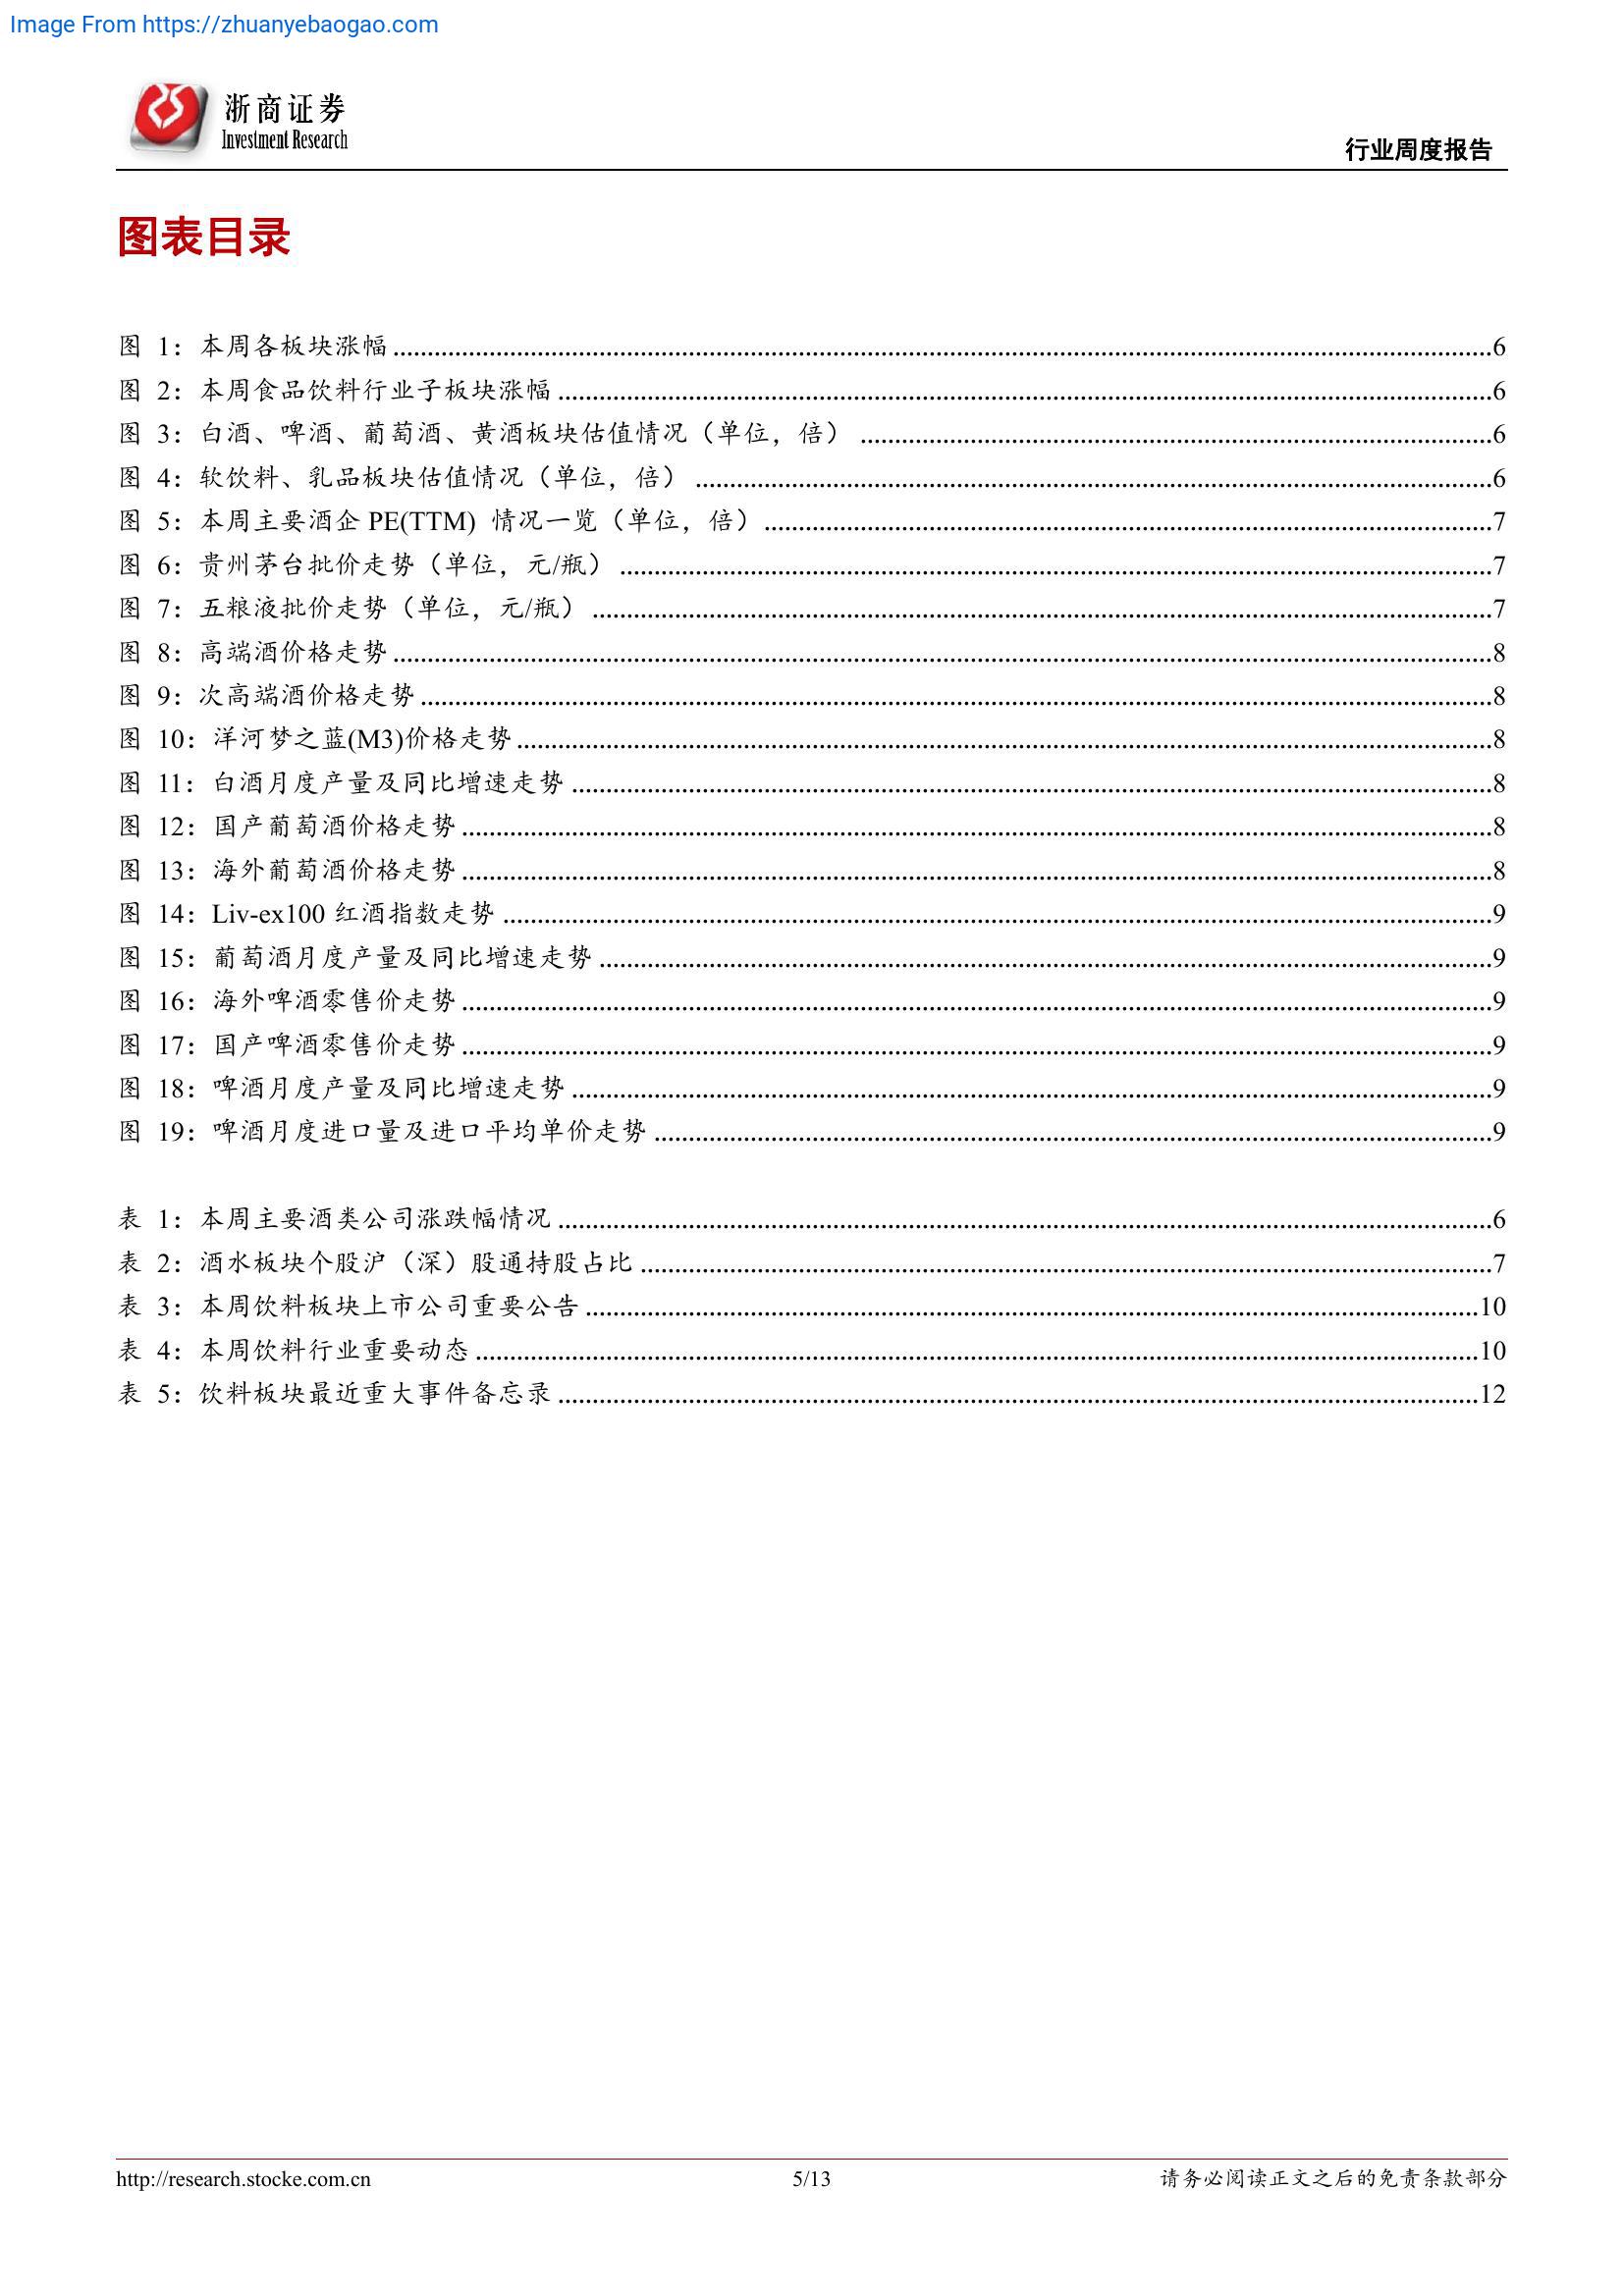 Image From https://zhuanyebaogao.com
浙商证券
Investment Research
行业周度报告
图表目录
图 1：本周各板块涨幅........6
图 2：本周食品饮料行业子板块涨幅........6
图 3：白酒、啤酒、葡萄酒、黄酒板块估值情况（单位，倍）........6
图 4：软饮料、乳品板块估值情况（单位，倍）........6
图 5：本周主要酒企 PE(TTM) 情况一览（单位，倍）........7
图 6：贵州茅台批价走势（单位，元/瓶）........7
图 7：五粮液批价走势（单位，元/瓶）........7
图 8：高端酒价格走势........8
图 9：次高端酒价格走势........8
图 10：洋河梦之蓝(M3)价格走势........8
图 11：白酒月度产量及同比增速走势........8
图 12：国产葡萄酒价格走势........8
图 13：海外葡萄酒价格走势........8
图 14：Liv-ex100 红酒指数走势........9
图 15：葡萄酒月度产量及同比增速走势........9
图 16：海外啤酒零售价走势........9
图 17：国产啤酒零售价走势........9
图 18：啤酒月度产量及同比增速走势........9
图 19：啤酒月度进口量及进口平均单价走势........9
表 1：本周主要酒类公司涨跌幅情况........6
表 2：酒水板块个股沪（深）股通持股占比........7
表 3：本周饮料板块上市公司重要公告........10
表 4：本周饮料行业重要动态........10
表 5：饮料板块最近重大事件备忘录........12
http://research.stocke.com.cn 5/13 请务必阅读正文之后的免责条款部分